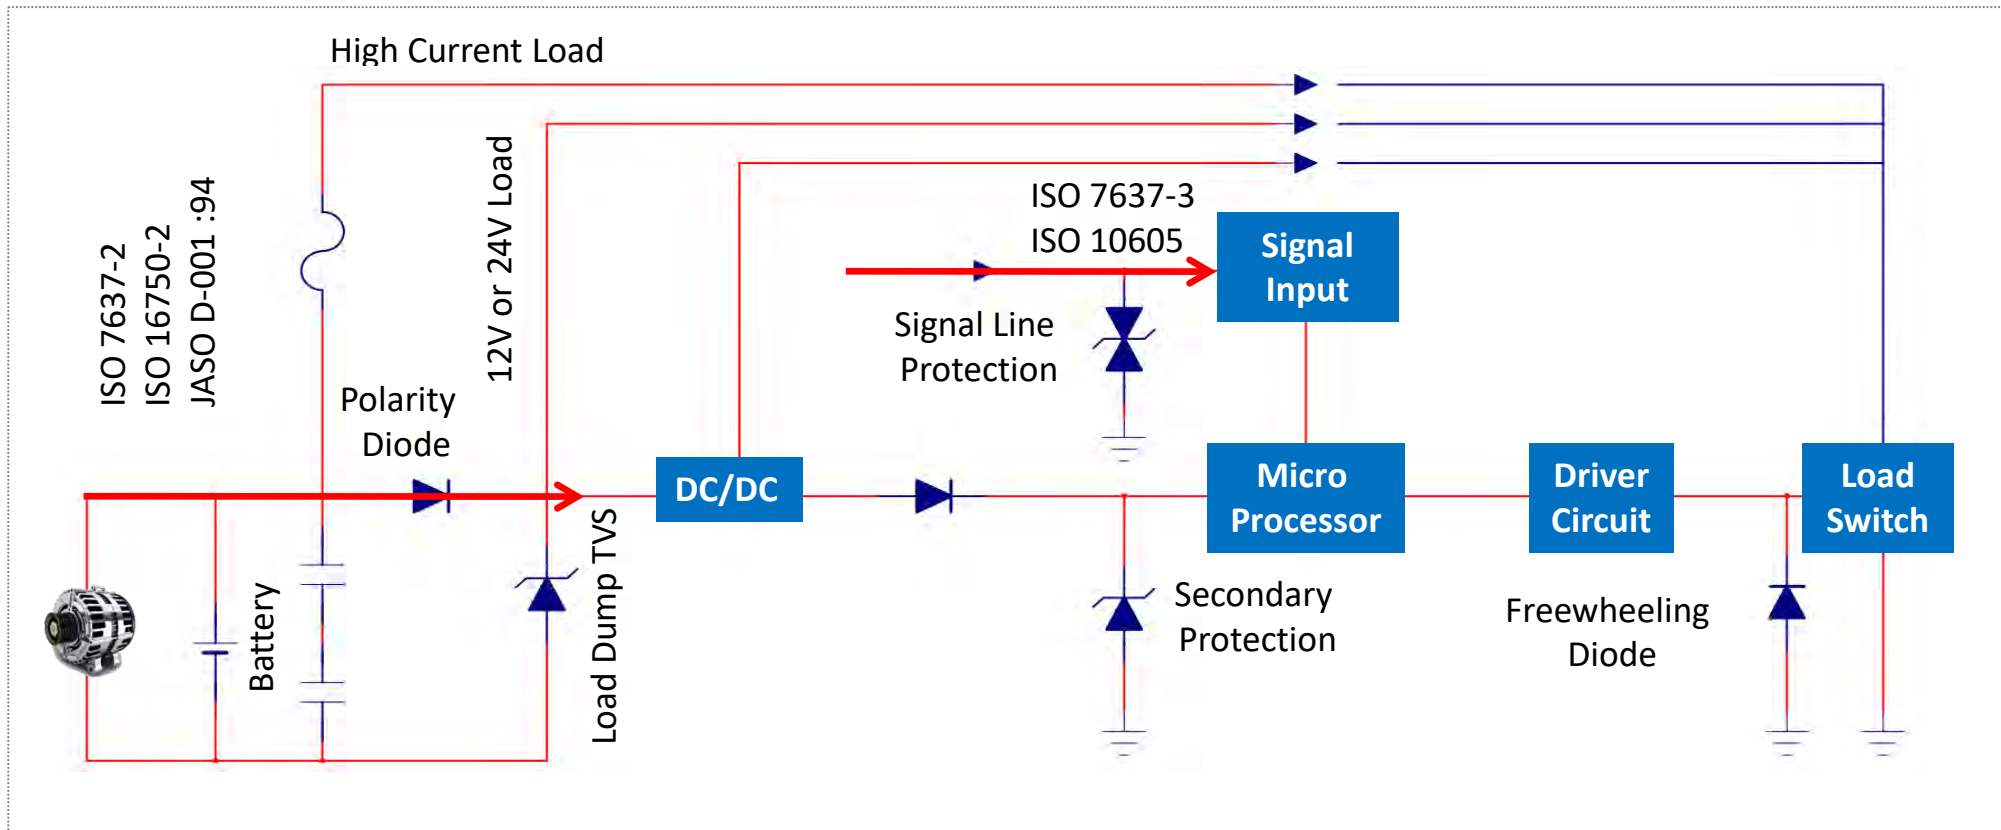 High Current Load
ISO 7637-2
ISO 16750-2
JASO D-001 :94
12V or 24V Load
ISO 7637-3
ISO 10605
Signal
Input
Signal Line
Protection
Polarity
Diode
DC/DC
Micro
Processor
Driver
Circuit
Load
Switch
Battery
Load Dump TVS
Secondary
Protection
Freewheeling
Diode